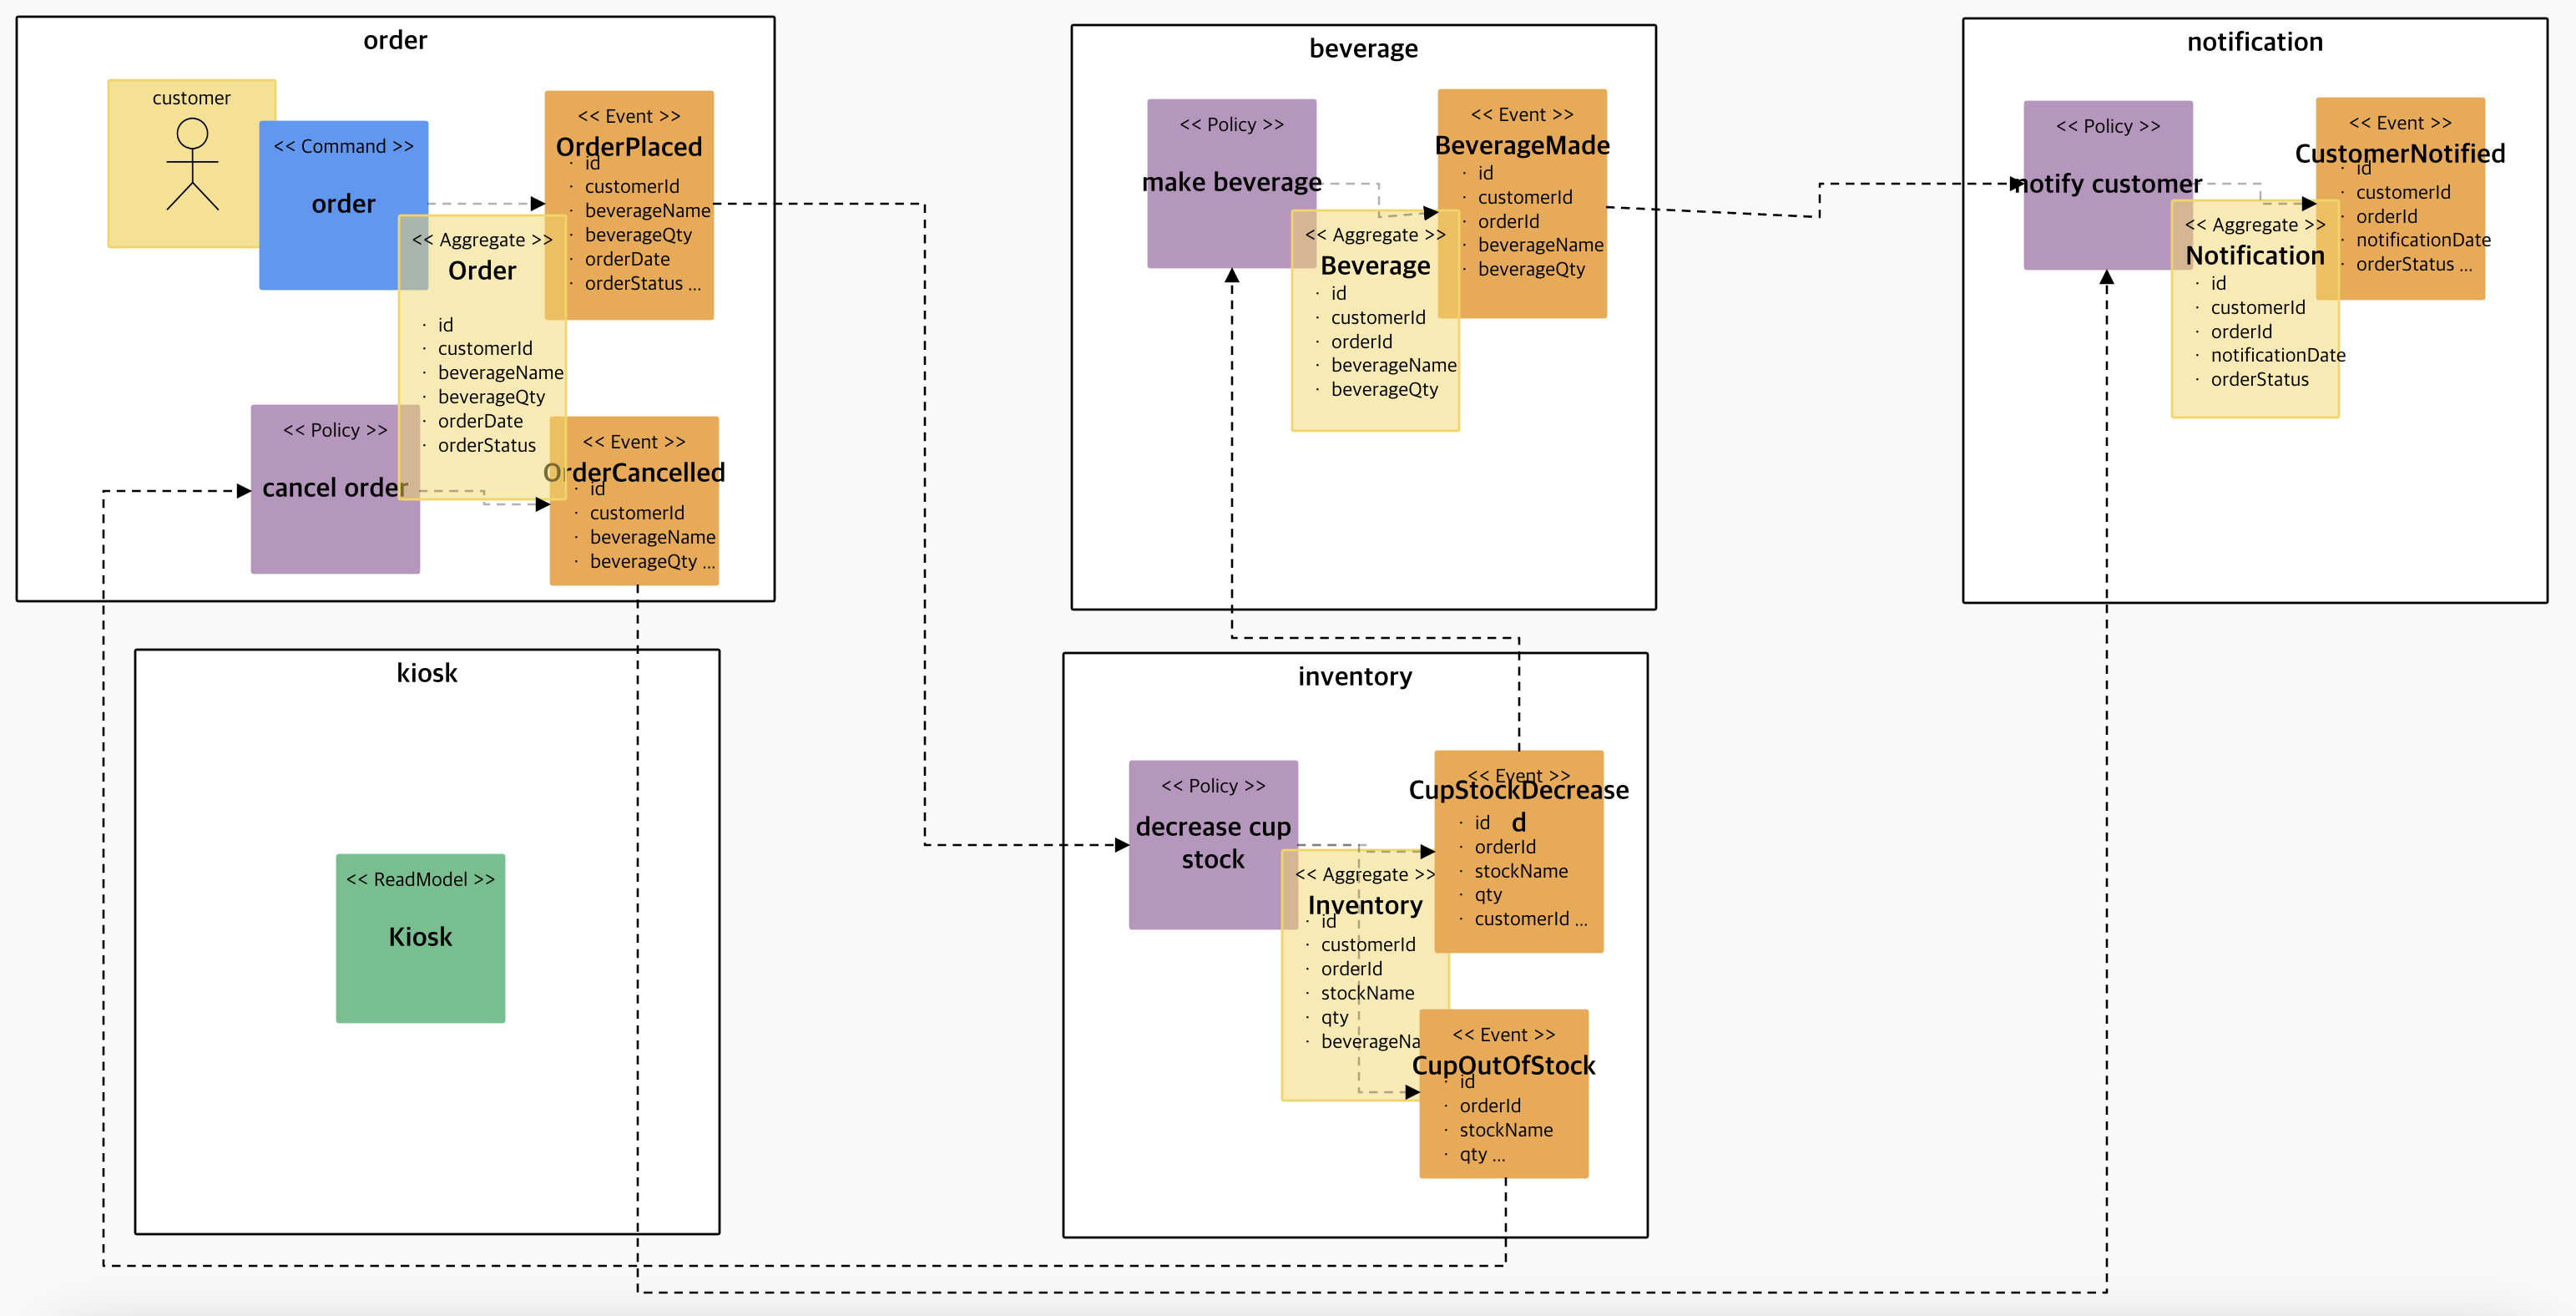 order
customer
<< Command >>
order
<< Event >>
OrderPlaced
· id
· customerId
· beverageName
· beverageQty
· orderDate
· orderStatus ...
<< Aggregate >>
Order
· id
· customerId
· beverageName
· beverageQty
· orderDate
· orderStatus
<< Policy >>
cancel order
<< Event >>
OrderCancelled
· id
· customerId
· beverageName
· beverageQty ...
beverage
<< Policy >>
make beverage
<< Event >>
BeverageMade
· id
· customerId
· orderId
· beverageName
· beverageQty
<< Aggregate >>
Beverage
· id
· customerId
· orderId
· beverageName
· beverageQty
notification
<< Policy >>
notify customer
<< Event >>
CustomerNotified
· id
· customerId
· orderId
· notificationDate
· orderStatus ...
<< Aggregate >>
Notification
· id
· customerId
· orderId
· notificationDate
· orderStatus
kiosk
<< ReadModel >>
Kiosk
inventory
<< Policy >>
decrease cup
stock
<< Event >>
CupStockDecrease
d
· id
· orderId
· stockName
· qty
· customerId ...
<< Aggregate >>
Inventory
· id
· customerId
· orderId
· stockName
· qty
· beverageNa
<< Event >>
CupOutOfStock
· id
· orderId
· stockName
· qty ...